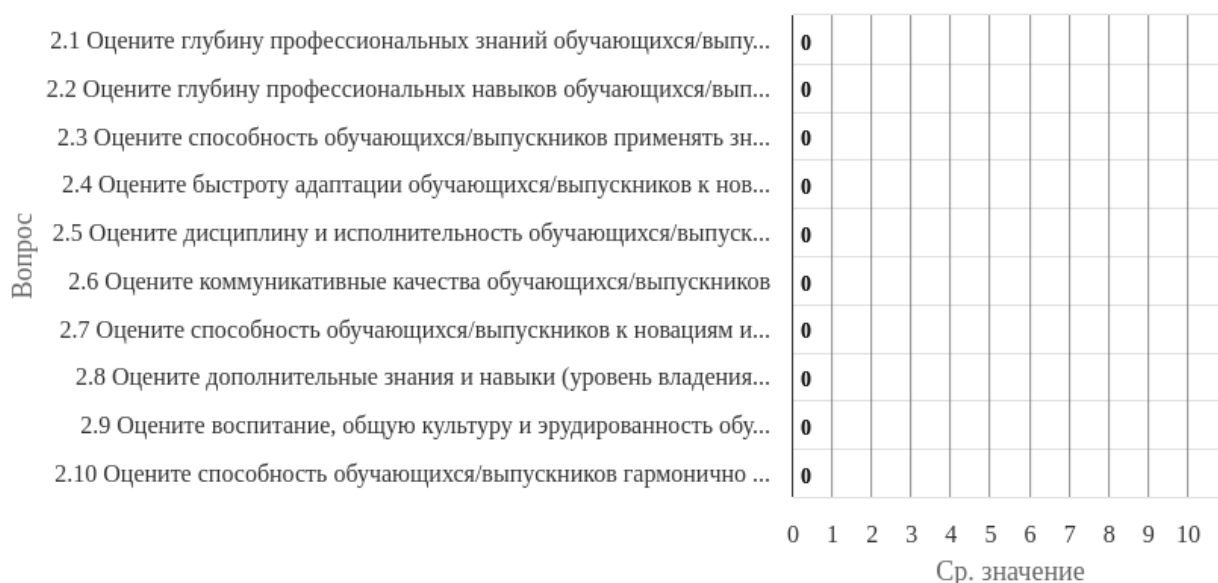 2.1 Оцените глубину профессиональных знаний обучающихся/выпу... 0
2.2 Оцените глубину профессиональных навыков обучающихся/вып... 0
2.3 Оцените способность обучающихся/выпускников применять зн... 0
2.4 Оцените быстроту адаптации обучающихся/выпускников к нов... 0
2.5 Оцените дисциплину и исполнительность обучающихся/выпуск... 0
2.6 Оцените коммуникативные качества обучающихся/выпускников 0
2.7 Оцените способность обучающихся/выпускников к новациям и... 0
2.8 Оцените дополнительные знания и навыки (уровень владения... 0
2.9 Оцените воспитание, общую культуру и эрудированность обу... 0
2.10 Оцените способность обучающихся/выпускников гармонично ... 0
Вопрос
0 1 2 3 4 5 6 7 8 9 10
Ср. значение